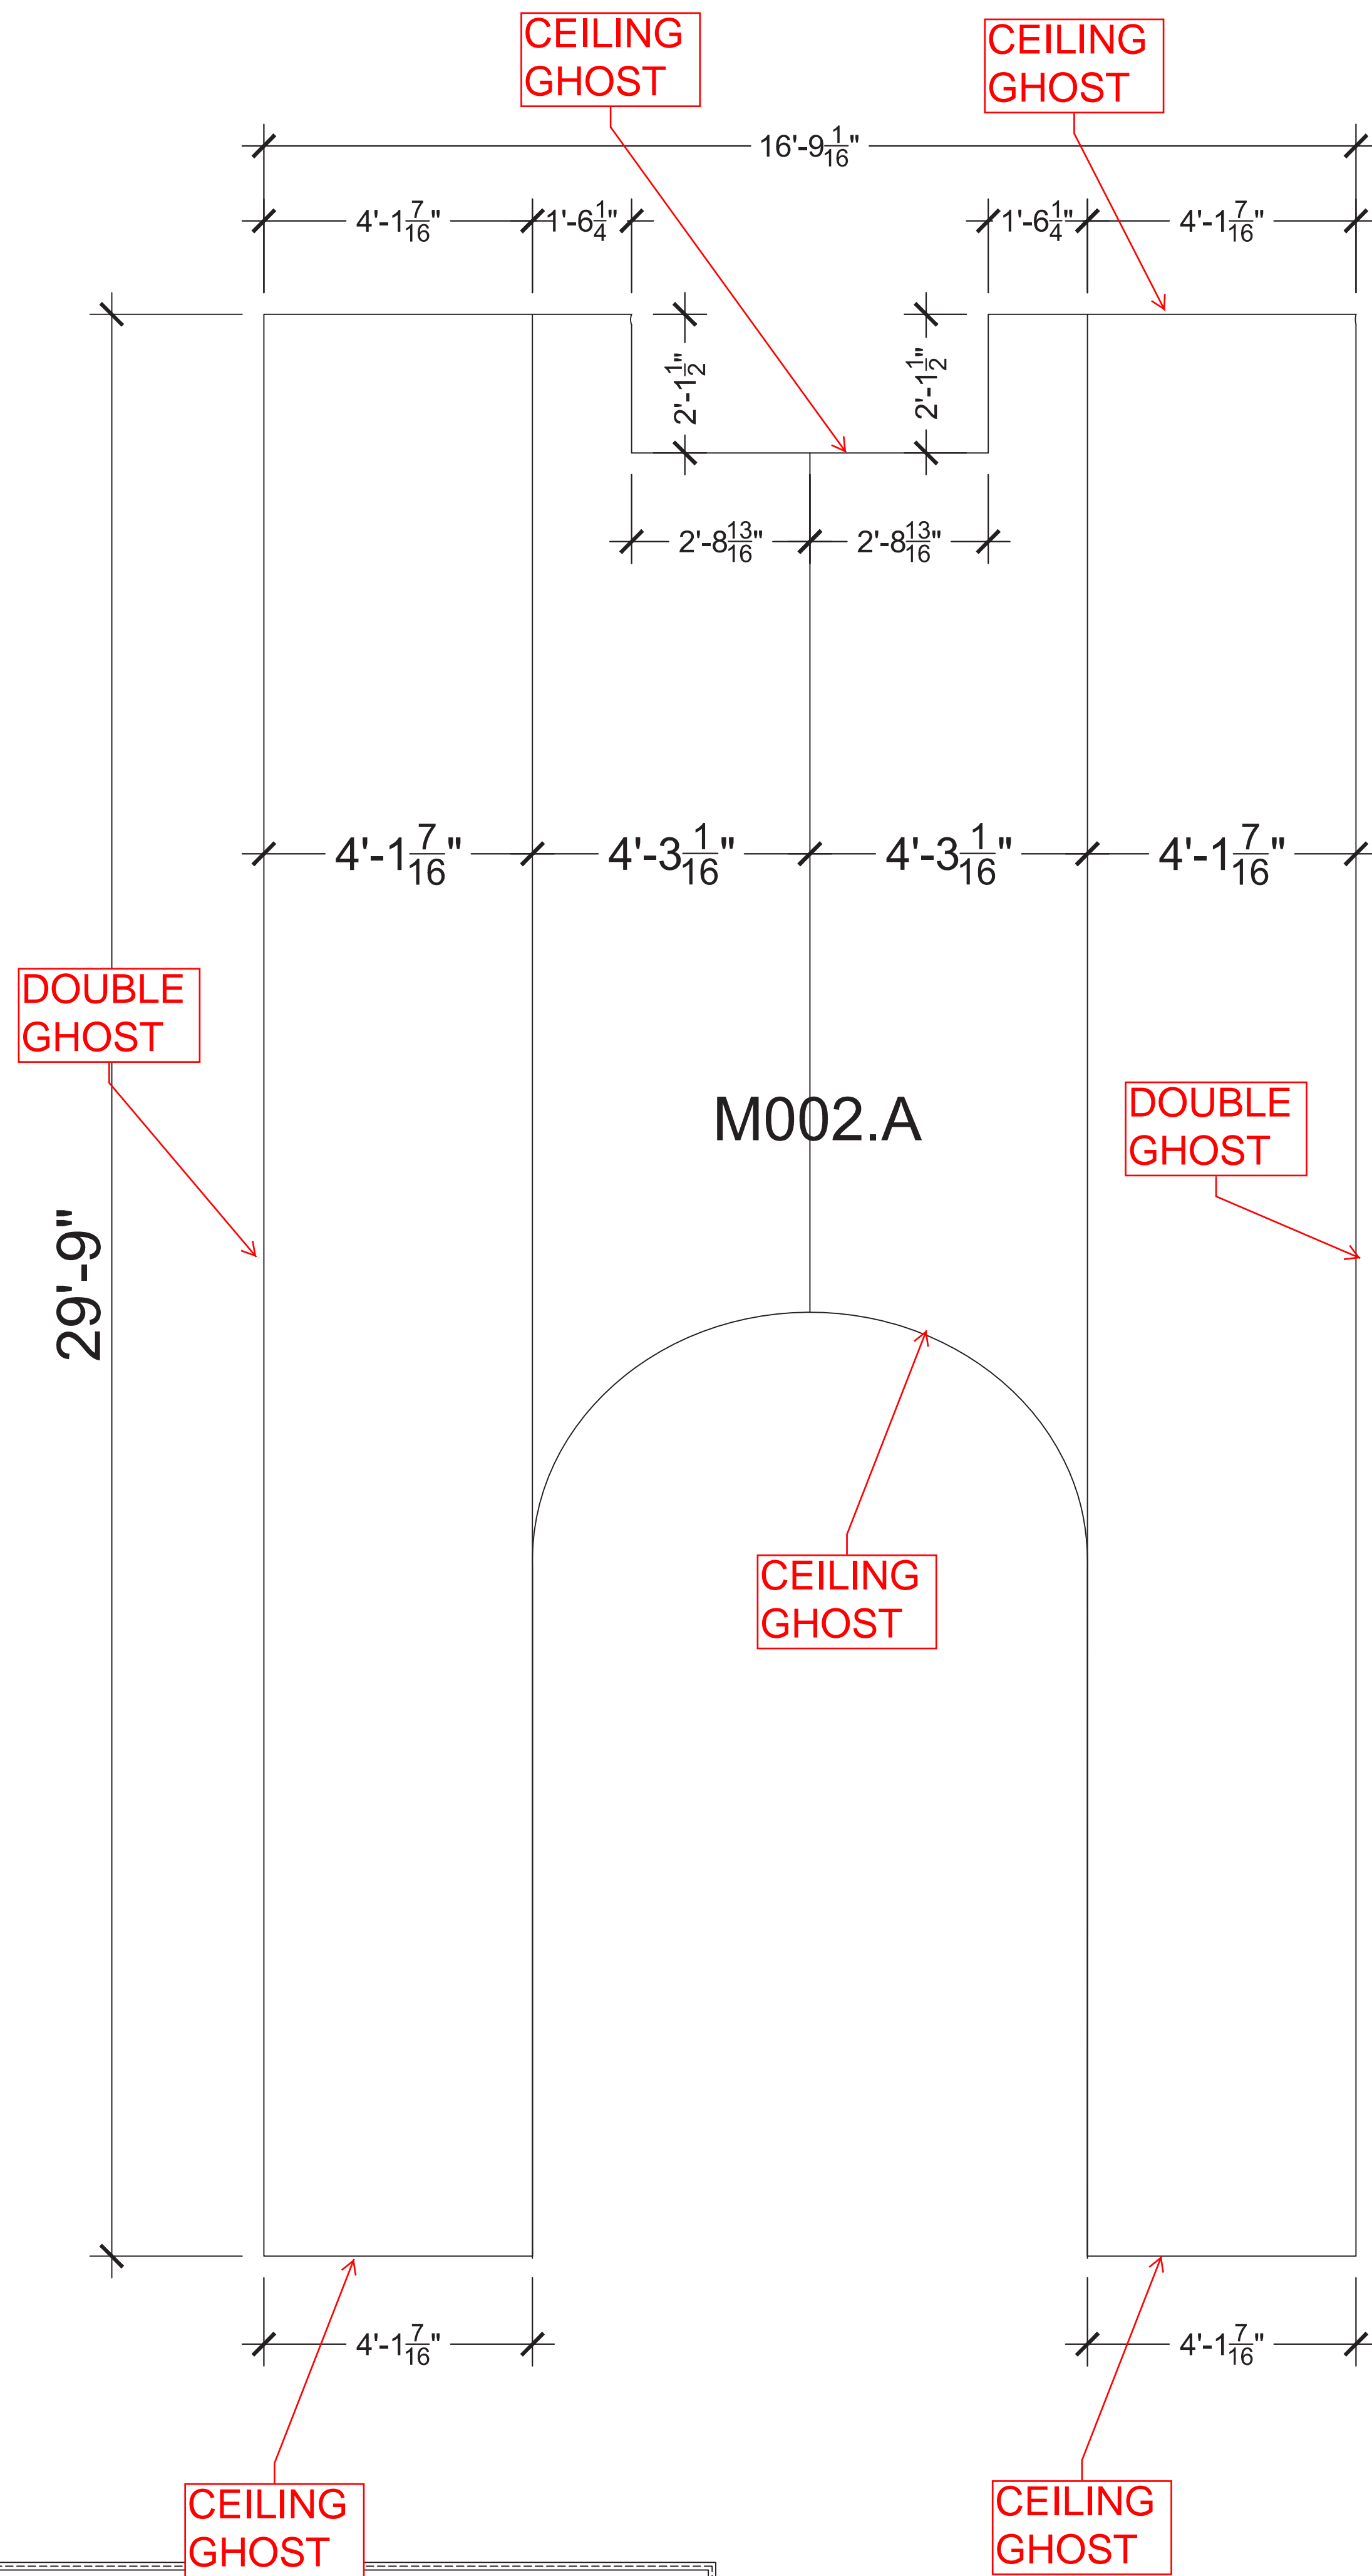 CEILING
GHOST
CEILING
GHOST
16'-9 1/16"
4'-1 7/16"
1'-6 1/4"
1'-6 1/4"
4'-1 7/16"
2'-1 1/2"
2'-1 1/2"
2'-8 13/16"
2'-8 13/16"
4'-1 7/16"
4'-3 1/16"
4'-3 1/16"
4'-1 7/16"
DOUBLE
GHOST
M002.A
DOUBLE
GHOST
29'-9"
CEILING
GHOST
4'-1 7/16"
4'-1 7/16"
CEILING
GHOST
CEILING
GHOST